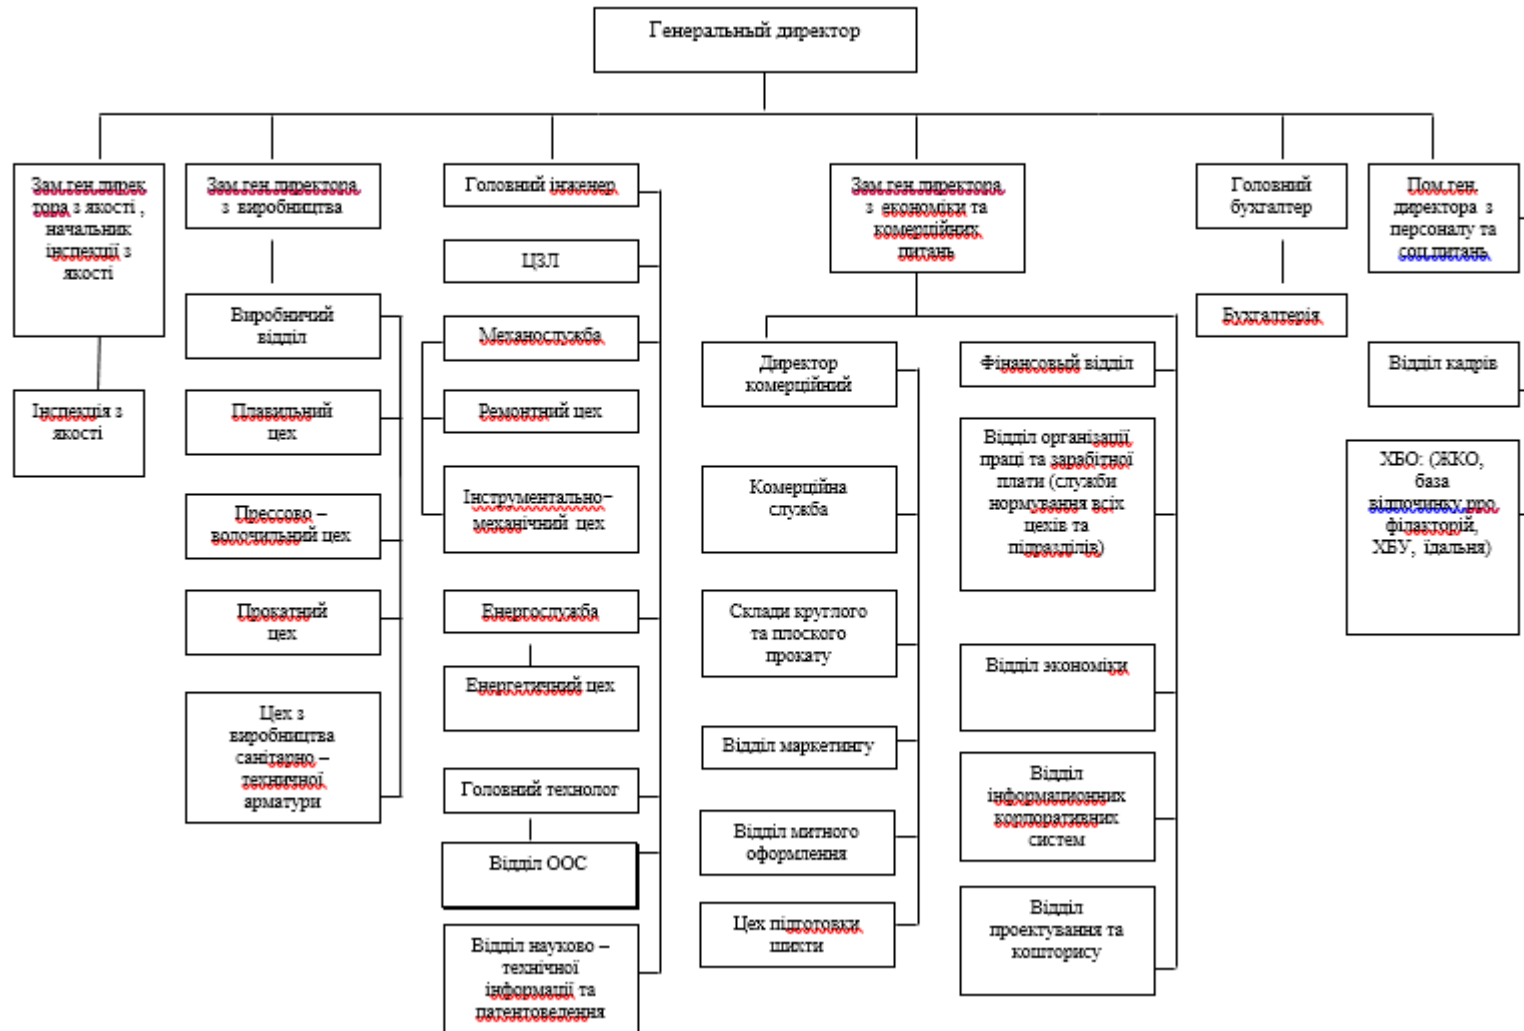 Генеральный директор
Зам.ген.дирек
тора з якості ,
начальник
інспекції з
якості
Зам.ген.директора
з виробництва
Головний інженер
Зам.ген.директора
з економіки та
комерційних
питань
Головний
бухгалтер
Пом.ген.
директора з
персоналу та
соц.питань
Інспекція з
якості
Виробничий
відділ
Плавильний
цех
Прессово –
волочильний цех
Прокатний
цех
Цех з
виробництва
санітарно –
техничної
арматури
ЦЗЛ
Механослужба
Ремонтний цех
Інструментально–
механічний цех
Енергослужба
Енергетичний цех
Головний технолог
Відділ ООС
Відділ науково –
технічної
інформації та
патентоведення
Директор
комерційний
Комерційна
служба
Склади круглого
та плоского
прокату
Відділ маркетингу
Відділ митного
оформлення
Цех підготовки
шихти
Фінансовый відділ
Відділ організації
праці та зарабітної
плати (служби
нормування всіх
цехів та
підразділів)
Відділ экономіки
Відділ
інформационних
корпоративних
систем
Відділ
проектування та
кошторису
Бухгалтерія
Відділ кадрів
ХБО: (ЖКО,
база
відпочинку,про
філакторій,
ХБУ, їдальня)